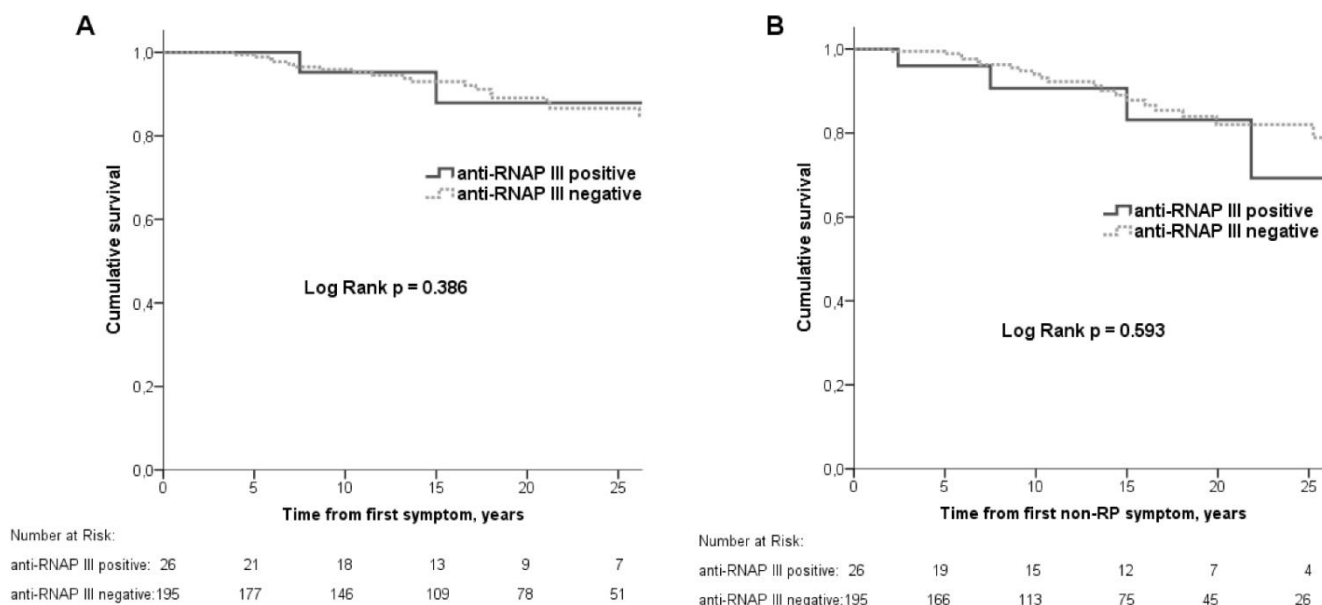 A
1,0
0,8
0,6
0,4
0,2
0,0
Cumulative survival
anti-RNAP III positive
anti-RNAP III negative
Log Rank p = 0.386
0 5 10 15 20 25
Time from first symptom, years
Number at Risk:
anti-RNAP III positive: 26 21 18 13 9 7
anti-RNAP III negative:195 177 146 109 78 51
B
1,0
0,8
0,6
0,4
0,2
0,0
Cumulative survival
anti-RNAP III positive
anti-RNAP III negative
Log Rank p = 0.593
0 5 10 15 20 25
Time from first non-RP symptom, years
Number at Risk:
anti-RNAP III positive: 26 19 15 12 7 4
anti-RNAP III negative:195 166 113 75 45 26